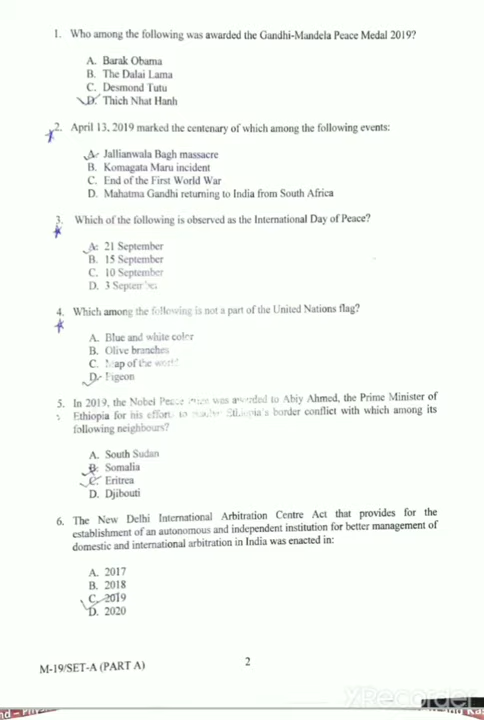 1. Who among the following was awarded the Gandhi-Mandela Peace Medal 2019?
A. Barak Obama
B. The Dalai Lama
C. Desmond Tutu
D. Thich Nhat Hanh
2. April 13, 2019 marked the centenary of which among the following events:
A. Jallianwala Bagh massacre
B. Komagata Maru incident
C. End of the First World War
D. Mahatma Gandhi returning to India from South Africa
3. Which of the following is observed as the International Day of Peace?
A. 21 September
B. 15 September
C. 10 September
D. 3 September
4. Which among the following is not a part of the United Nations flag?
A. Blue and white color
B. Olive branches
C. Map of the world
D. Pigeon
5. In 2019, the Nobel Peace was awarded to Abiy Ahmed, the Prime Minister of
Ethiopia for his efforts to Ethiopia's border conflict with which among its
following neighbours?
A. South Sudan
B. Somalia
C. Eritrea
D. Djibouti
6. The New Delhi International Arbitration Centre Act that provides for the
establishment of an autonomous and independent institution for better management of
domestic and international arbitration in India was enacted in:
A. 2017
B. 2018
C. 2019
D. 2020
M-19/SET-A (PART A)
2
XRecorder